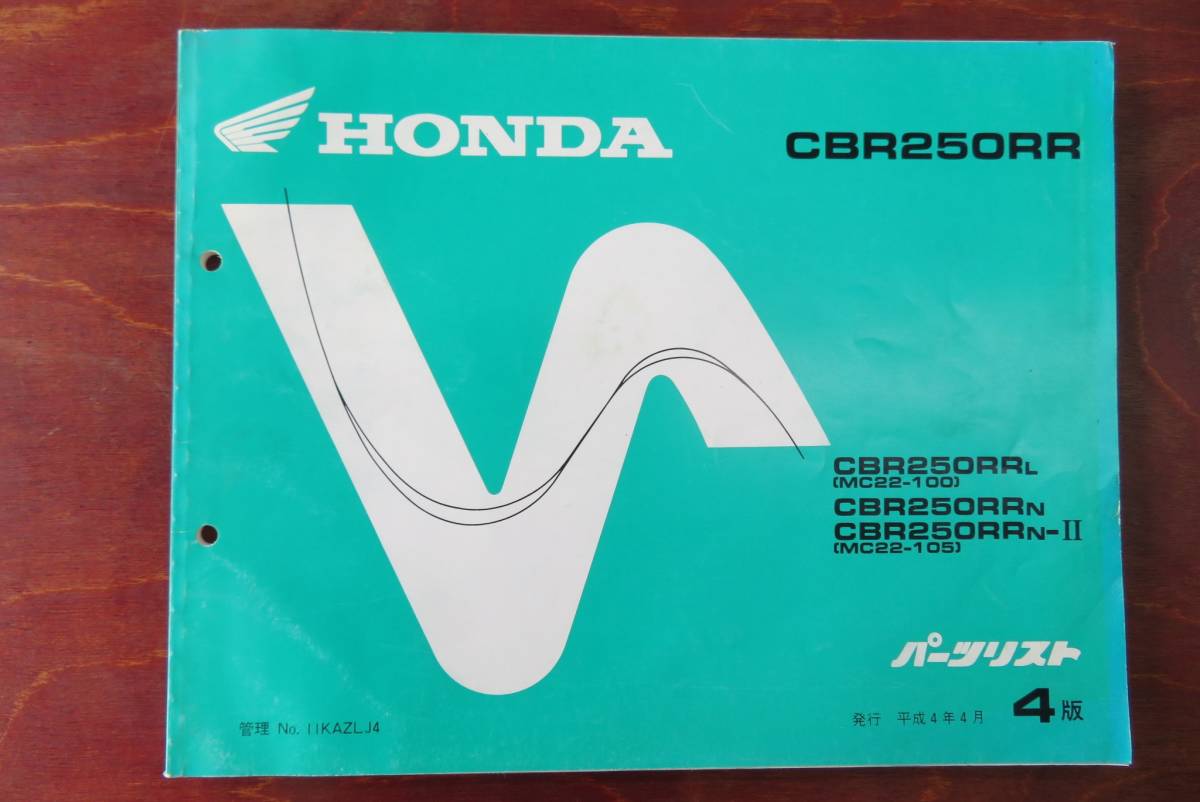 HONDA
CBR250RR
CBR250RRL
(MC22-100)
CBR250RRN
CBR250RRN-II
(MC22-105)
パーツリスト
管理 No. 11KAZLJ4
発行 平成4年4月 4版